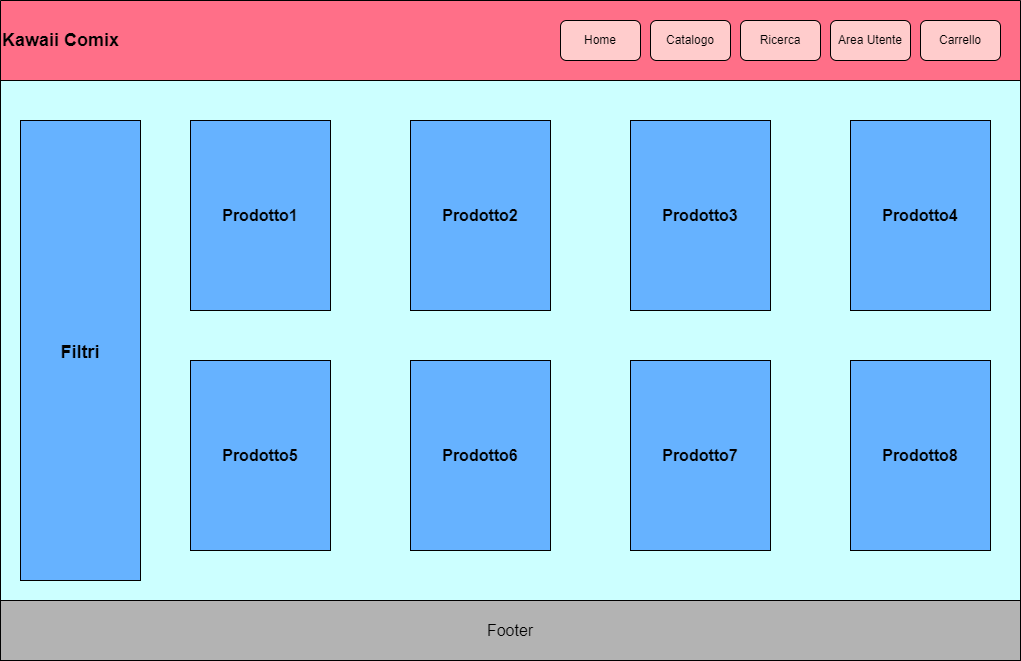 Kawaii Comix
Home
Catalogo
Ricerca
Area Utente
Carrello
Filtri
Prodotto1
Prodotto2
Prodotto3
Prodotto4
Prodotto5
Prodotto6
Prodotto7
Prodotto8
Footer